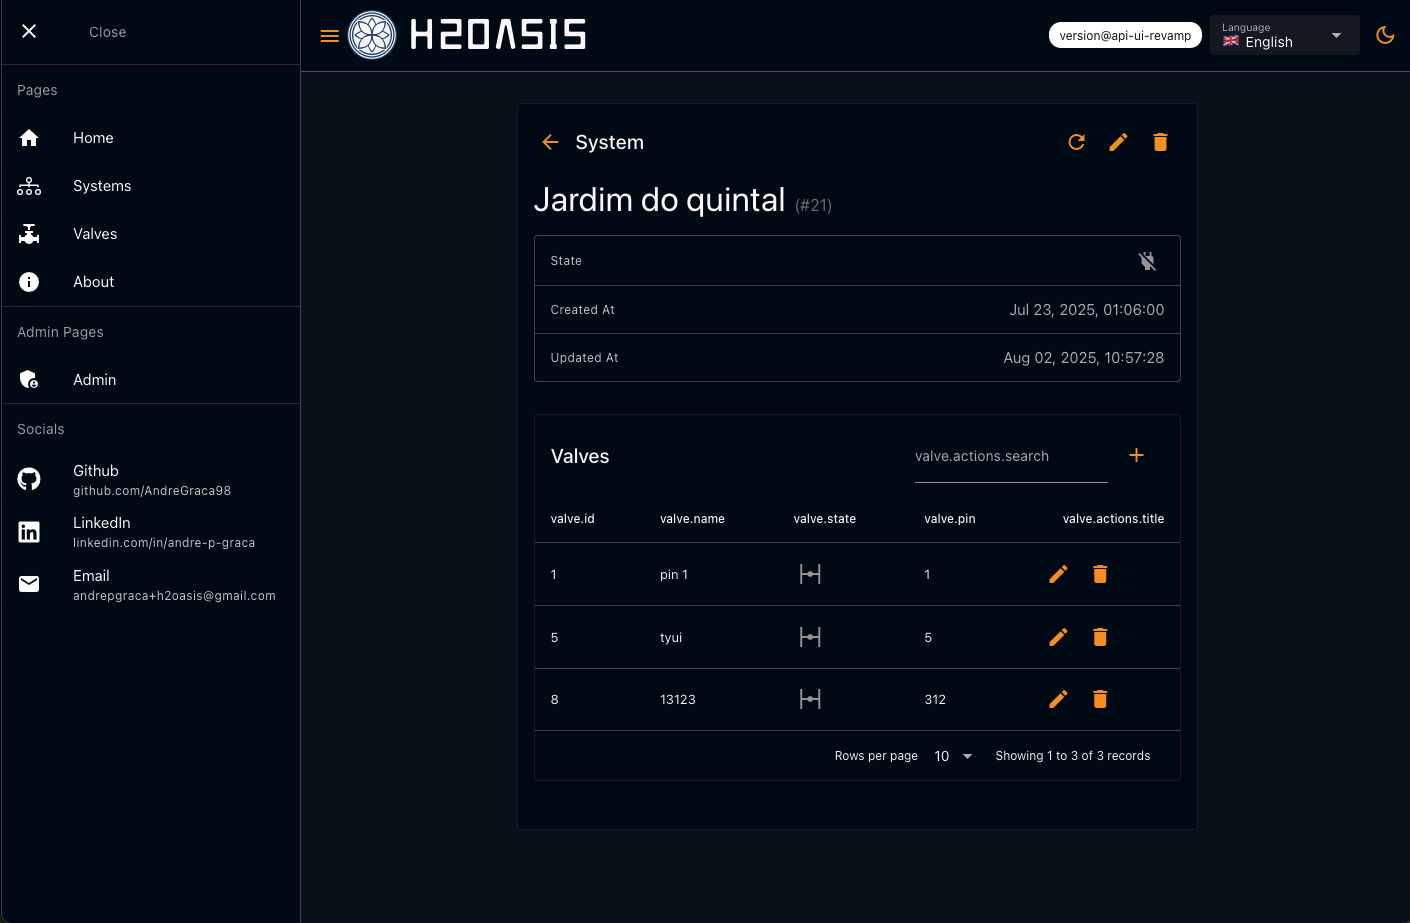 Close
Pages
Home
Systems
Valves
About
Admin Pages
Admin
Socials
Github
github.com/AndreGraca98
LinkedIn
linkedin.com/in/andre-p-graca
Email
andrepgraca+h2oasis@gmail.com
H2OASIS
version@api-ui-revamp
Language
🇬🇧 English
System
Jardim do quintal (#21)
State
Created At Jul 23, 2025, 01:06:00
Updated At Aug 02, 2025, 10:57:28
Valves valve.actions.search
valve.id valve.name valve.state valve.pin valve.actions.title
1 pin 1 1
5 tyui 5
8 13123 312
Rows per page 10 Showing 1 to 3 of 3 records